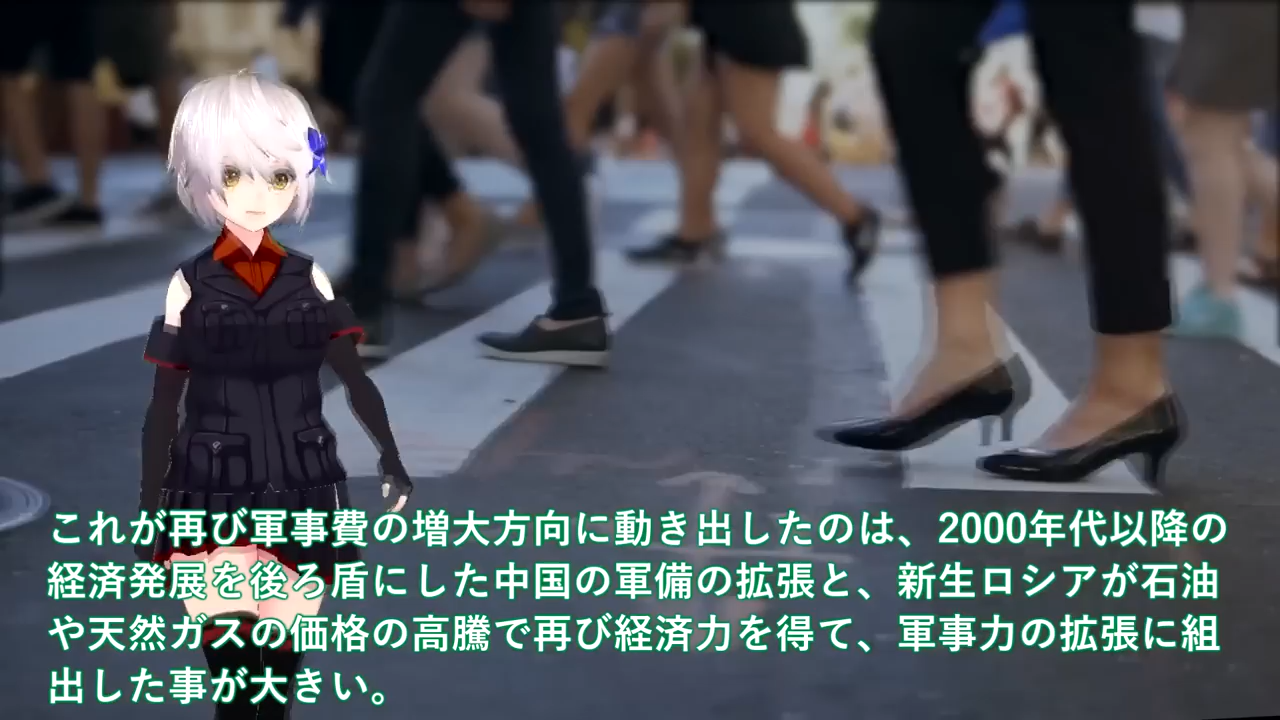 これが再び軍事費の増大方向に動き出したのは、2000年代以降の
経済発展を後ろ盾にした中国の軍備の拡張と、新生ロシアが石油
や天然ガスの価格の高騰で再び経済力を得て、軍事力の拡張に組
出した事が大きい。